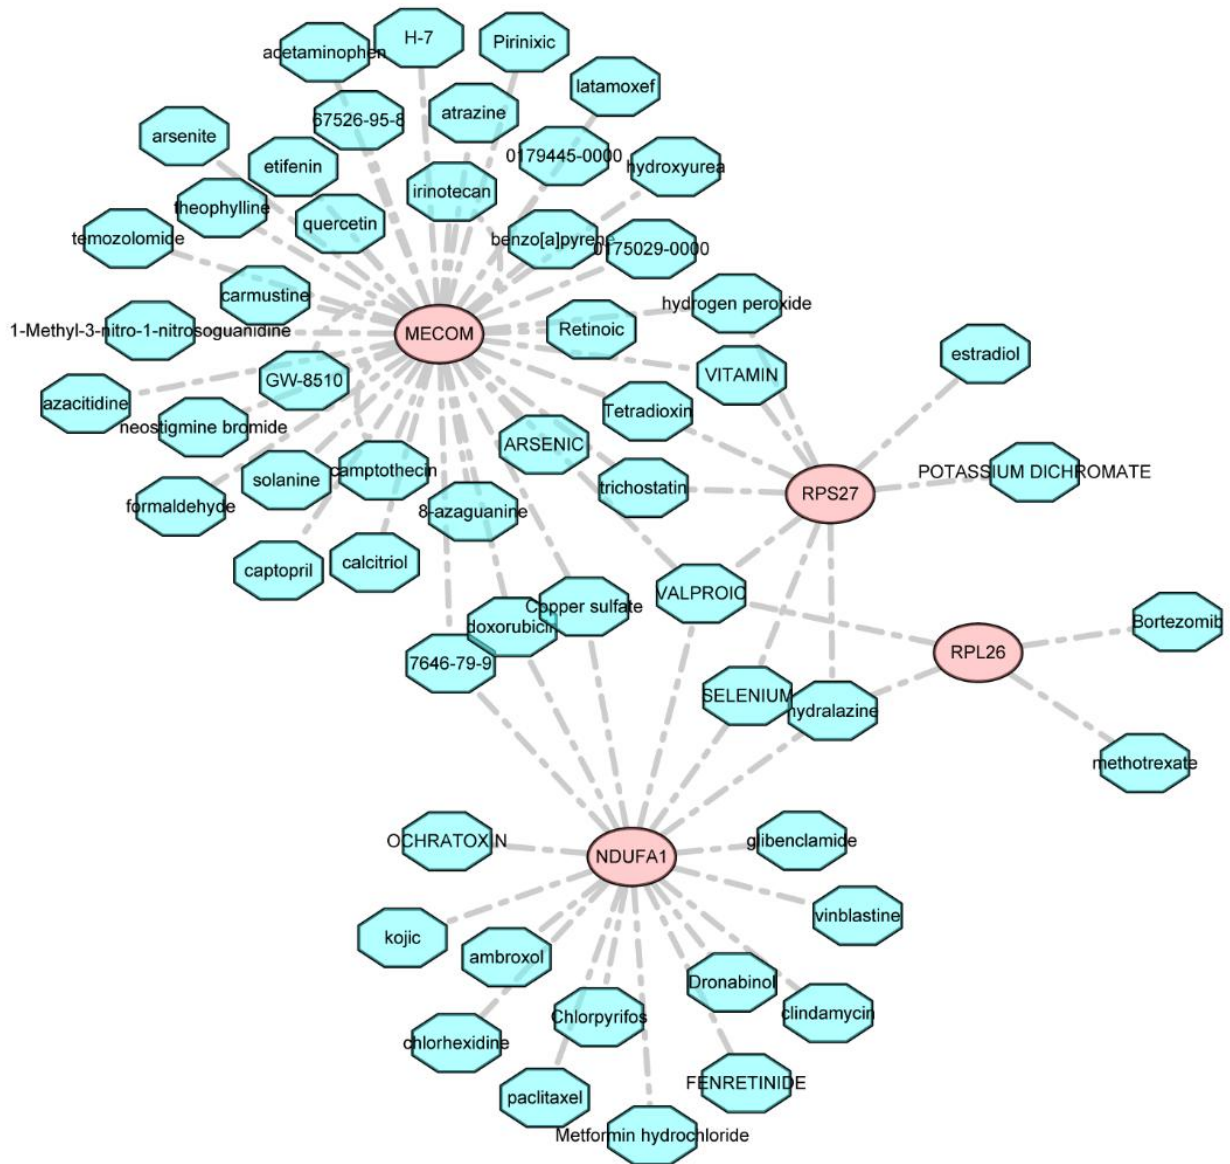 H-7
Pirinixic
acetaminophen
latamoxef
67526-95-8
atrazine
arsenite
0179445-0000
hydroxyurea
etifenin
irinotecan
theophylline
quercetin
temozolomide
benzo[a]pyrene
0175029-0000
carmustine
hydrogen peroxide
1-Methyl-3-nitro-1-nitrosoguanidine
MECOM
Retinoic
estradiol
GW-8510
VITAMIN
azacitidine
Tetradioxin
neostigmine bromide
ARSENIC
camptothecin
POTASSIUM DICHROMATE
solanine
trichostatin
RPS27
formaldehyde
8-azaguanine
captopril
calcitriol
VALPROIC
Copper sulfate
Bortezomib
doxorubicin
RPL26
7646-79-9
SELENIUM
hydralazine
methotrexate
OCHRATOXIN
glibenclamide
NDUFA1
vinblastine
kojic
ambroxol
Dronabinol
clindamycin
Chlorpyrifos
chlorhexidine
FENRETINIDE
paclitaxel
Metformin hydrochloride